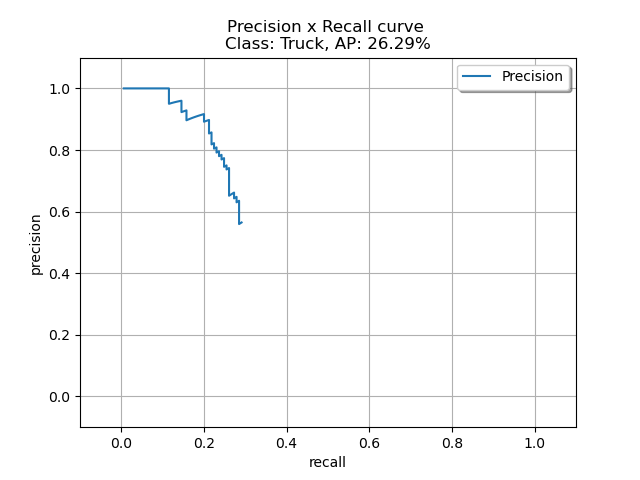 Precision x Recall curve
Class: Truck, AP: 26.29%
Precision
1.0
0.8
0.6
0.4
0.2
0.0
precision
0.0 0.2 0.4 0.6 0.8 1.0
recall